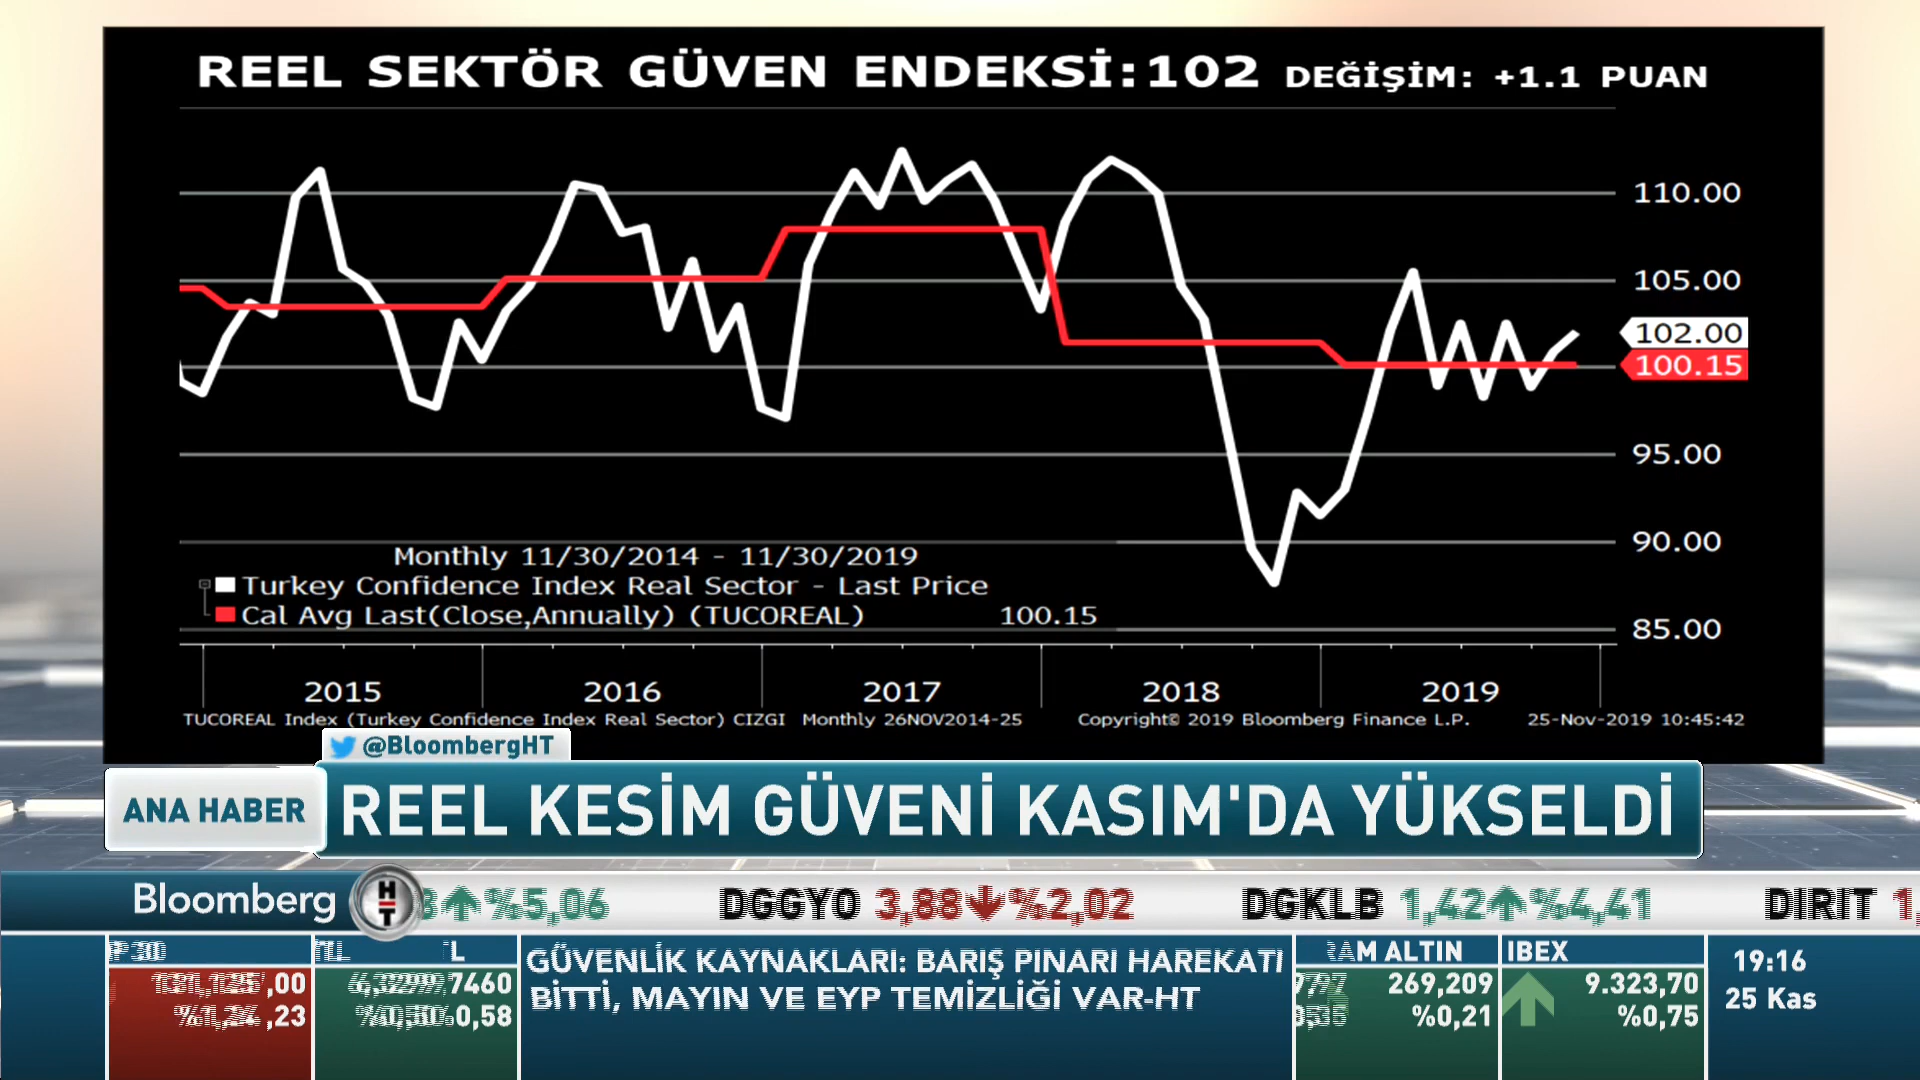 REEL SEKTÖR GÜVEN ENDEKSİ:102 DEĞİŞİM: +1.1 PUAN
110.00
105.00
102.00
100.15
95.00
90.00
85.00
Monthly 11/30/2014 - 11/30/2019
Turkey Confidence Index Real Sector - Last Price
Cal Avg Last(Close,Annually) (TUCOREAL) 100.15
2015 2016 2017 2018 2019
TUCOREAL Index (Turkey Confidence Index Real Sector) CIZGI Monthly 26NOV2014-25 Copyright© 2019 Bloomberg Finance L.P. 25-Nov-2019 10:45:42
@BloombergHT
ANA HABER
REEL KESİM GÜVENİ KASIM'DA YÜKSELDİ
Bloomberg HT %5,06 DGGYO 3,88 %2,02 DGKLB 1,42 %4,41 DIRIT
GÜVENLİK KAYNAKLARI: BARIŞ PINARI HAREKATI
BİTTİ, MAYIN VE EYP TEMİZLİĞİ VAR-HT
ALTIN
269,209
%0,21
IBEX
9.323,70
%0,75
19:16
25 Kas